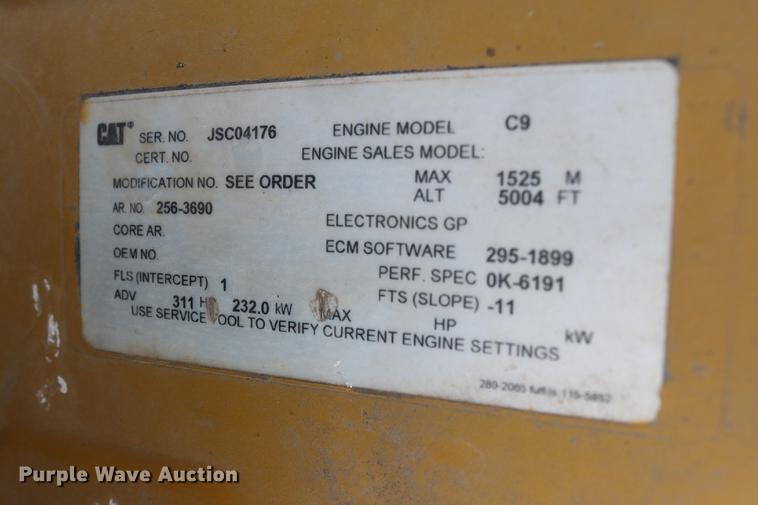 CAT® SER. NO. JSC04176 ENGINE MODEL C9
CERT. NO. ENGINE SALES MODEL:
MODIFICATION NO. SEE ORDER MAX ALT 1525 M 5004 FT
AR. NO. 256-3690 ELECTRONICS GP
CORE AR. ECM SOFTWARE 295-1899
OEM NO. PERF. SPEC 0K-6191
FLS (INTERCEPT) 1 FTS (SLOPE) -11
ADV 311 H 232.0 kW MAX HP kW
USE SERVICE OOL TO VERIFY CURRENT ENGINE SETTINGS
Purple Wave Auction